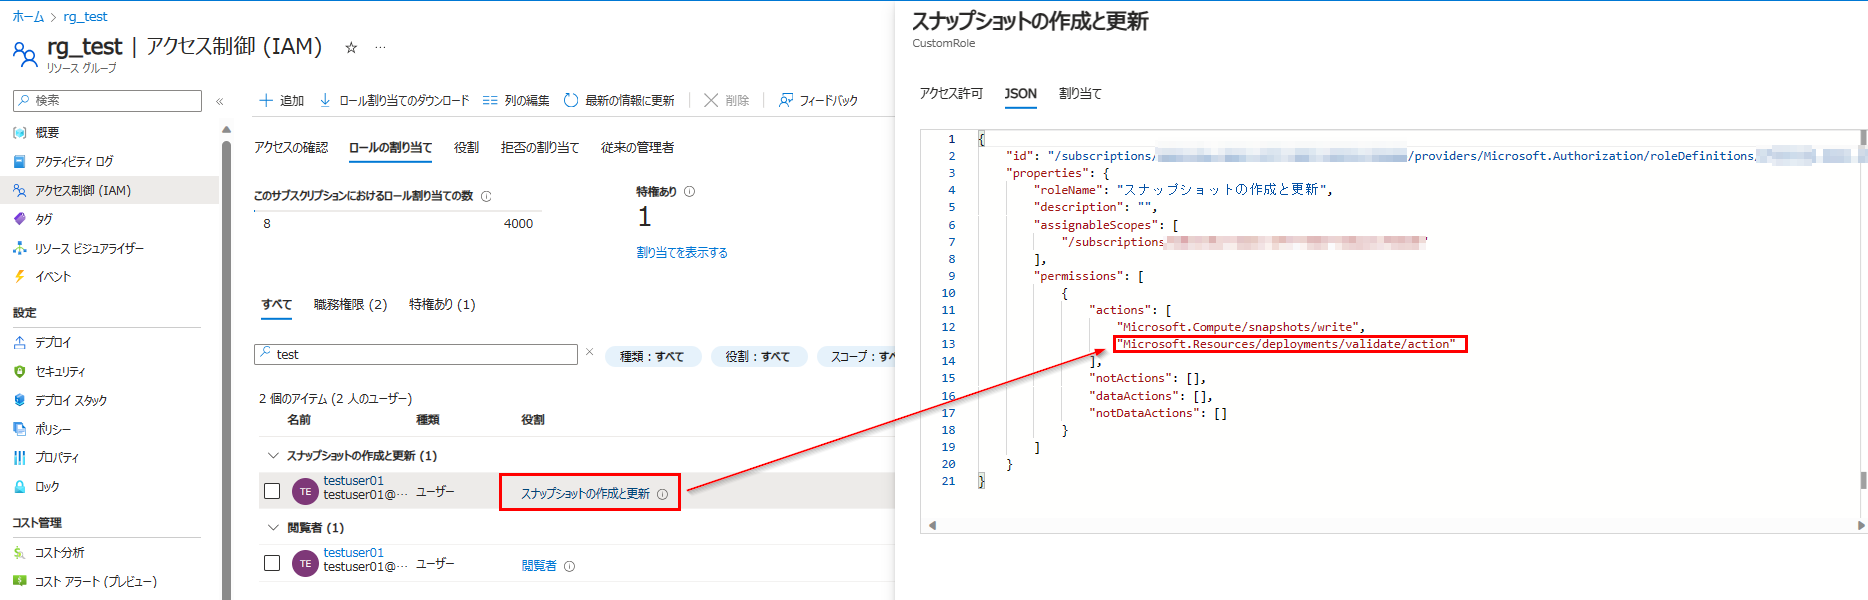 ホーム > rg_test
rg_test | アクセス制御 (IAM) ☆ …
リソース グループ
検索 «
概要
アクティビティ ログ
アクセス制御 (IAM)
タグ
リソース ビジュアライザー
イベント
設定
デプロイ
セキュリティ
デプロイ スタック
ポリシー
プロパティ
ロック
コスト管理
コスト分析
コスト アラート (プレビュー)
追加 ロール割り当てのダウンロード 列の編集 最新の情報に更新 削除 フィードバック
アクセスの確認 ロールの割り当て 役割 拒否の割り当て 従来の管理者
このサブスクリプションにおけるロール割り当ての数
8 4000
特権あり
1
割り当てを表示する
すべて 職務権限 (2) 特権あり (1)
test
種類 : すべて 役割 : すべて スコープ : すべ
2 個のアイテム (2 人のユーザー)
名前 種類 役割
スナップショットの作成と更新 (1)
TE testuser01 ユーザー スナップショットの作成と更新
testuser01@…
閲覧者 (1)
TE testuser01 ユーザー 閲覧者
testuser01@…
スナップショットの作成と更新
CustomRole
アクセス許可 JSON 割り当て
1 {
2 "id": "/subscriptions/ /providers/Microsoft.Authorization/roleDefinitions/
3 "properties": {
4 "roleName": "スナップショットの作成と更新",
5 "description": "",
6 "assignableScopes": [
7 "/subscriptions "
8 ],
9 "permissions": [
10 {
11 "actions": [
12 "Microsoft.Compute/snapshots/write",
13 "Microsoft.Resources/deployments/validate/action"
14 ],
15 "notActions": [],
16 "dataActions": [],
17 "notDataActions": []
18 }
19 ]
20 }
21 }